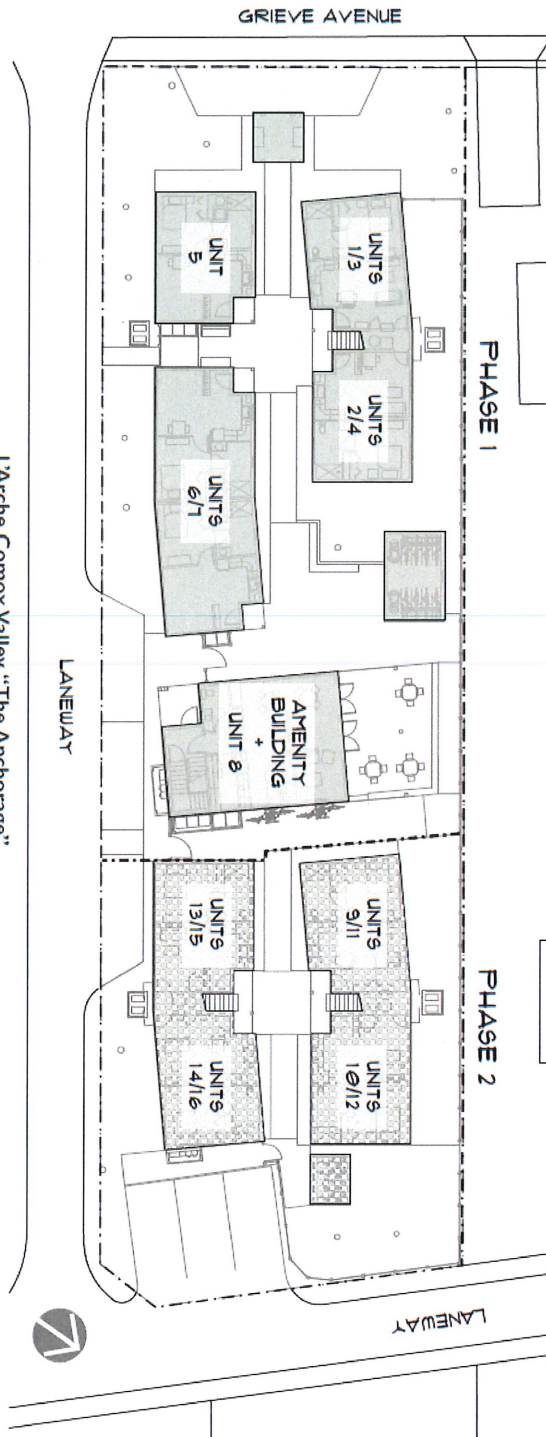 GRIEVE AVENUE
UNIT
5
UNITS
1/3
PHASE 1
UNITS
2/4
UNITS
6/7
LANEWAY
AMENITY
BUILDING
+
UNIT 8
UNITS
13/15
UNITS
9/11
PHASE 2
UNITS
14/16
UNITS
10/12
LANEWAY
L'Arche Comox Valley "The Anchorage"